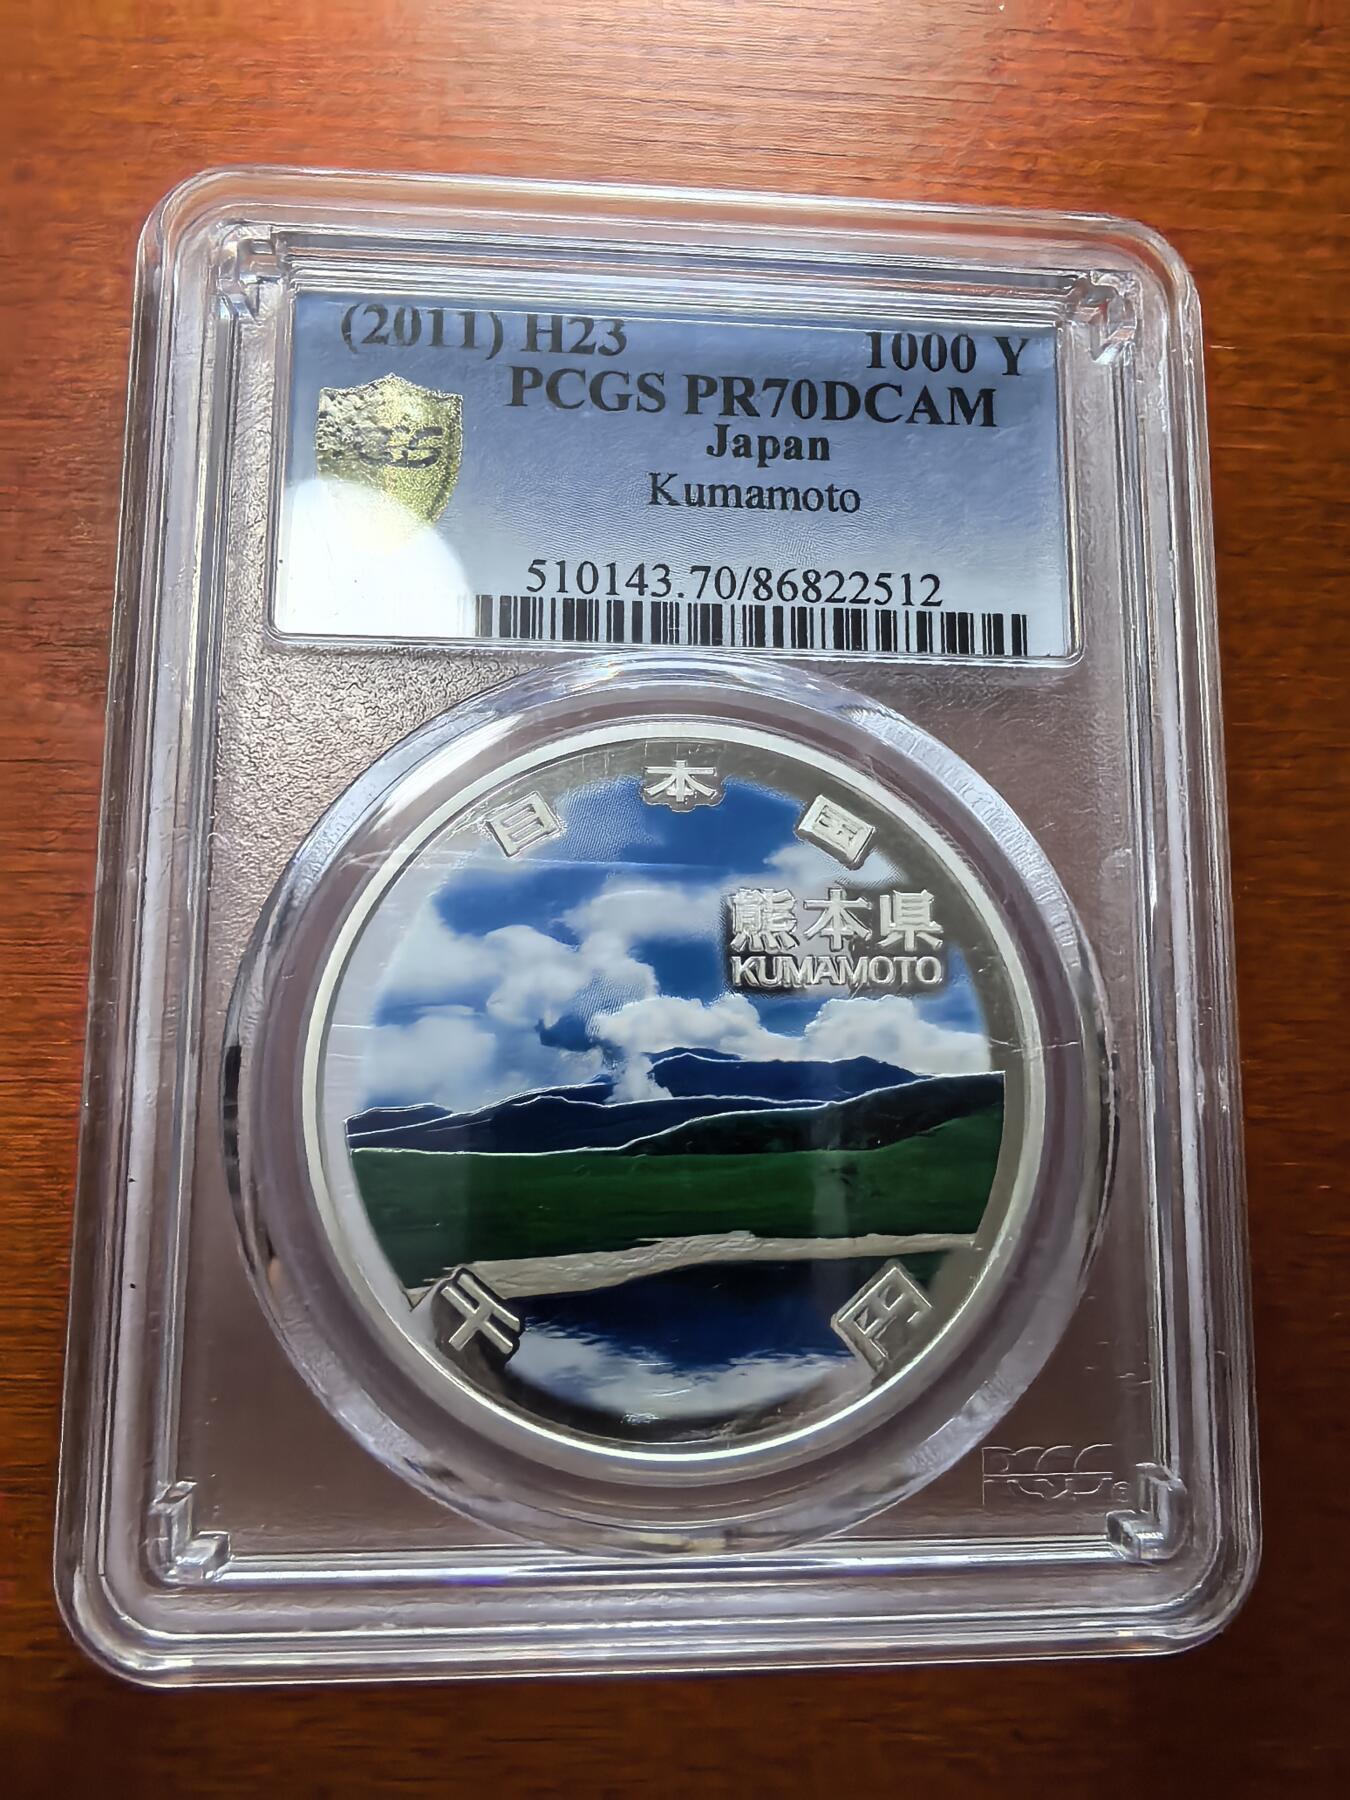 (2011) H23 1000 Y
PCGS PR70DCAM
Japan
Kumamoto
510143.70/86822512
日本国
熊本県
KUMAMOTO
千円
PCGS